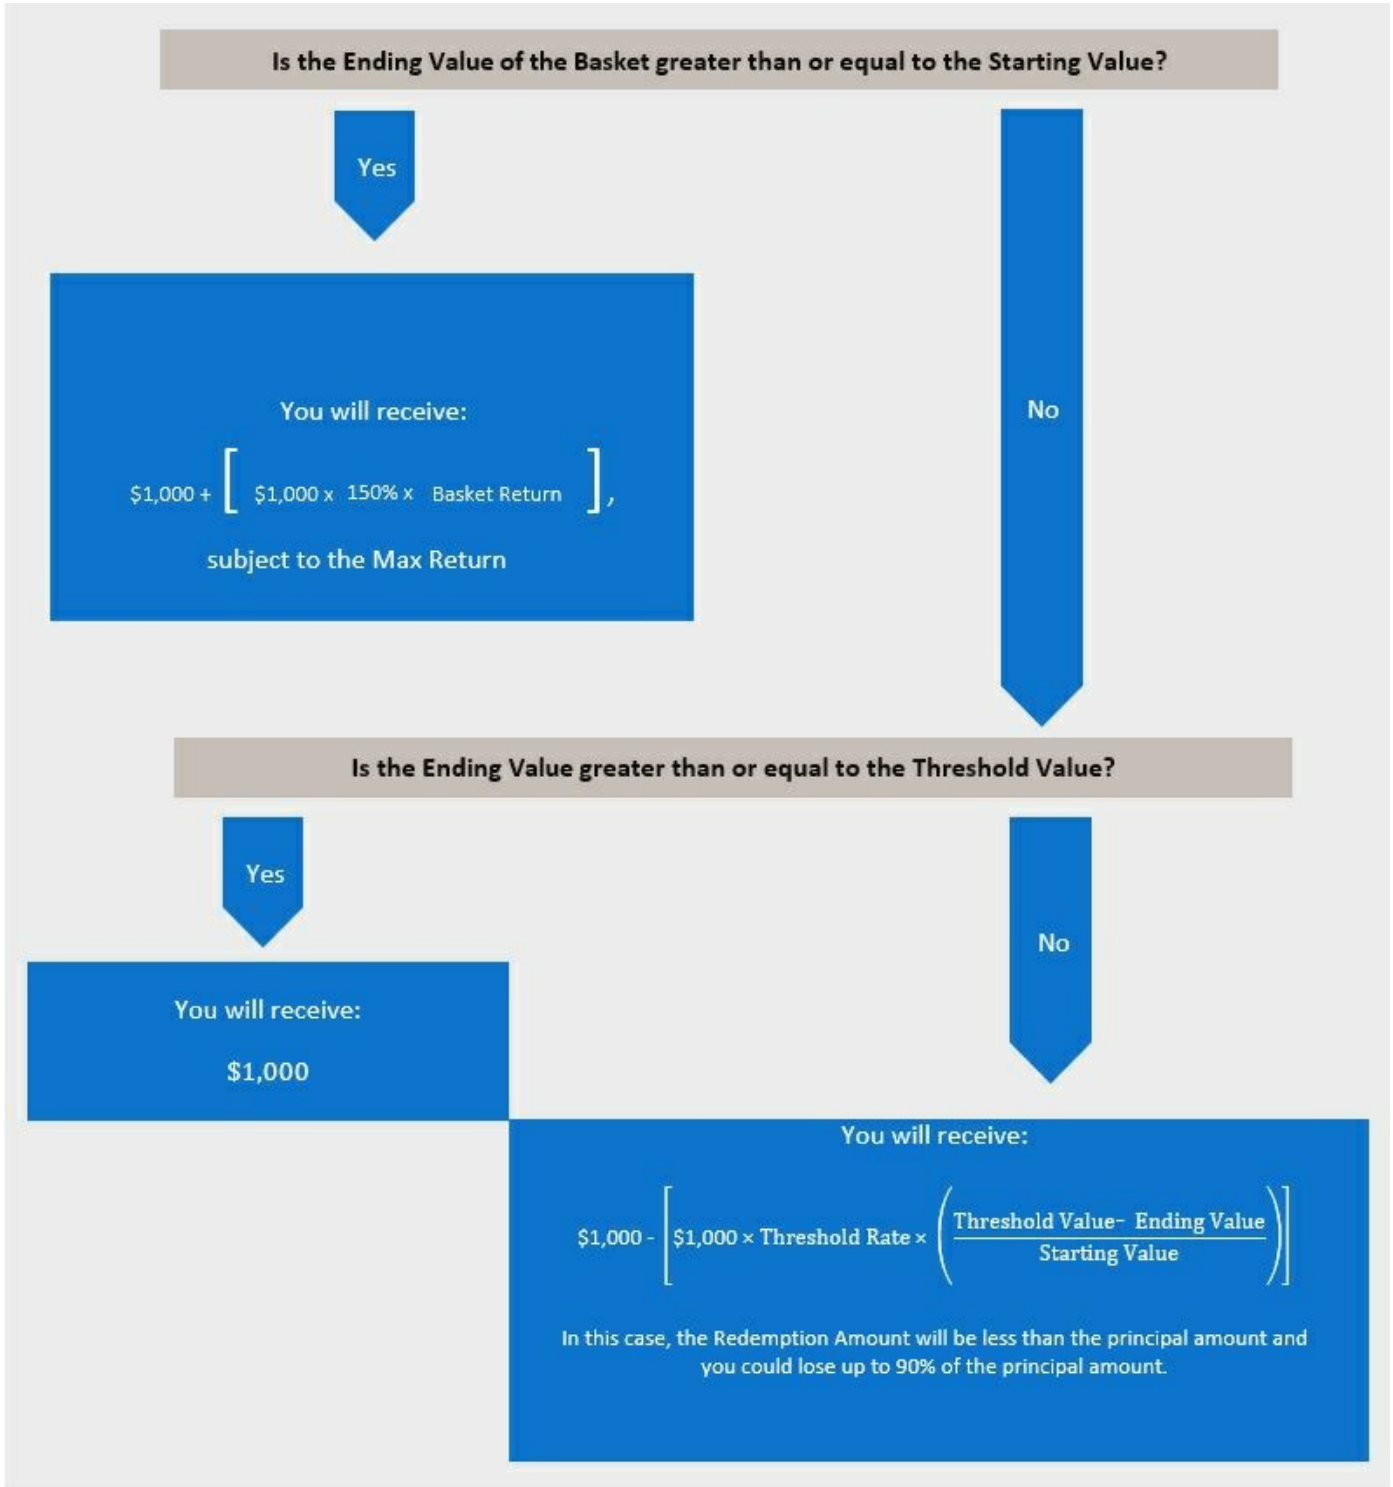 Is the Ending Value of the Basket greater than or equal to the Starting Value?
Yes
No
You will receive:
$1,000 + [ $1,000 x 150% x Basket Return ],
subject to the Max Return
Is the Ending Value greater than or equal to the Threshold Value?
Yes
No
You will receive:
$1,000
You will receive:
$1,000 - [ $1,000 × Threshold Rate × ( Threshold Value- Ending Value
Starting Value ) ]
In this case, the Redemption Amount will be less than the principal amount and
you could lose up to 90% of the principal amount.